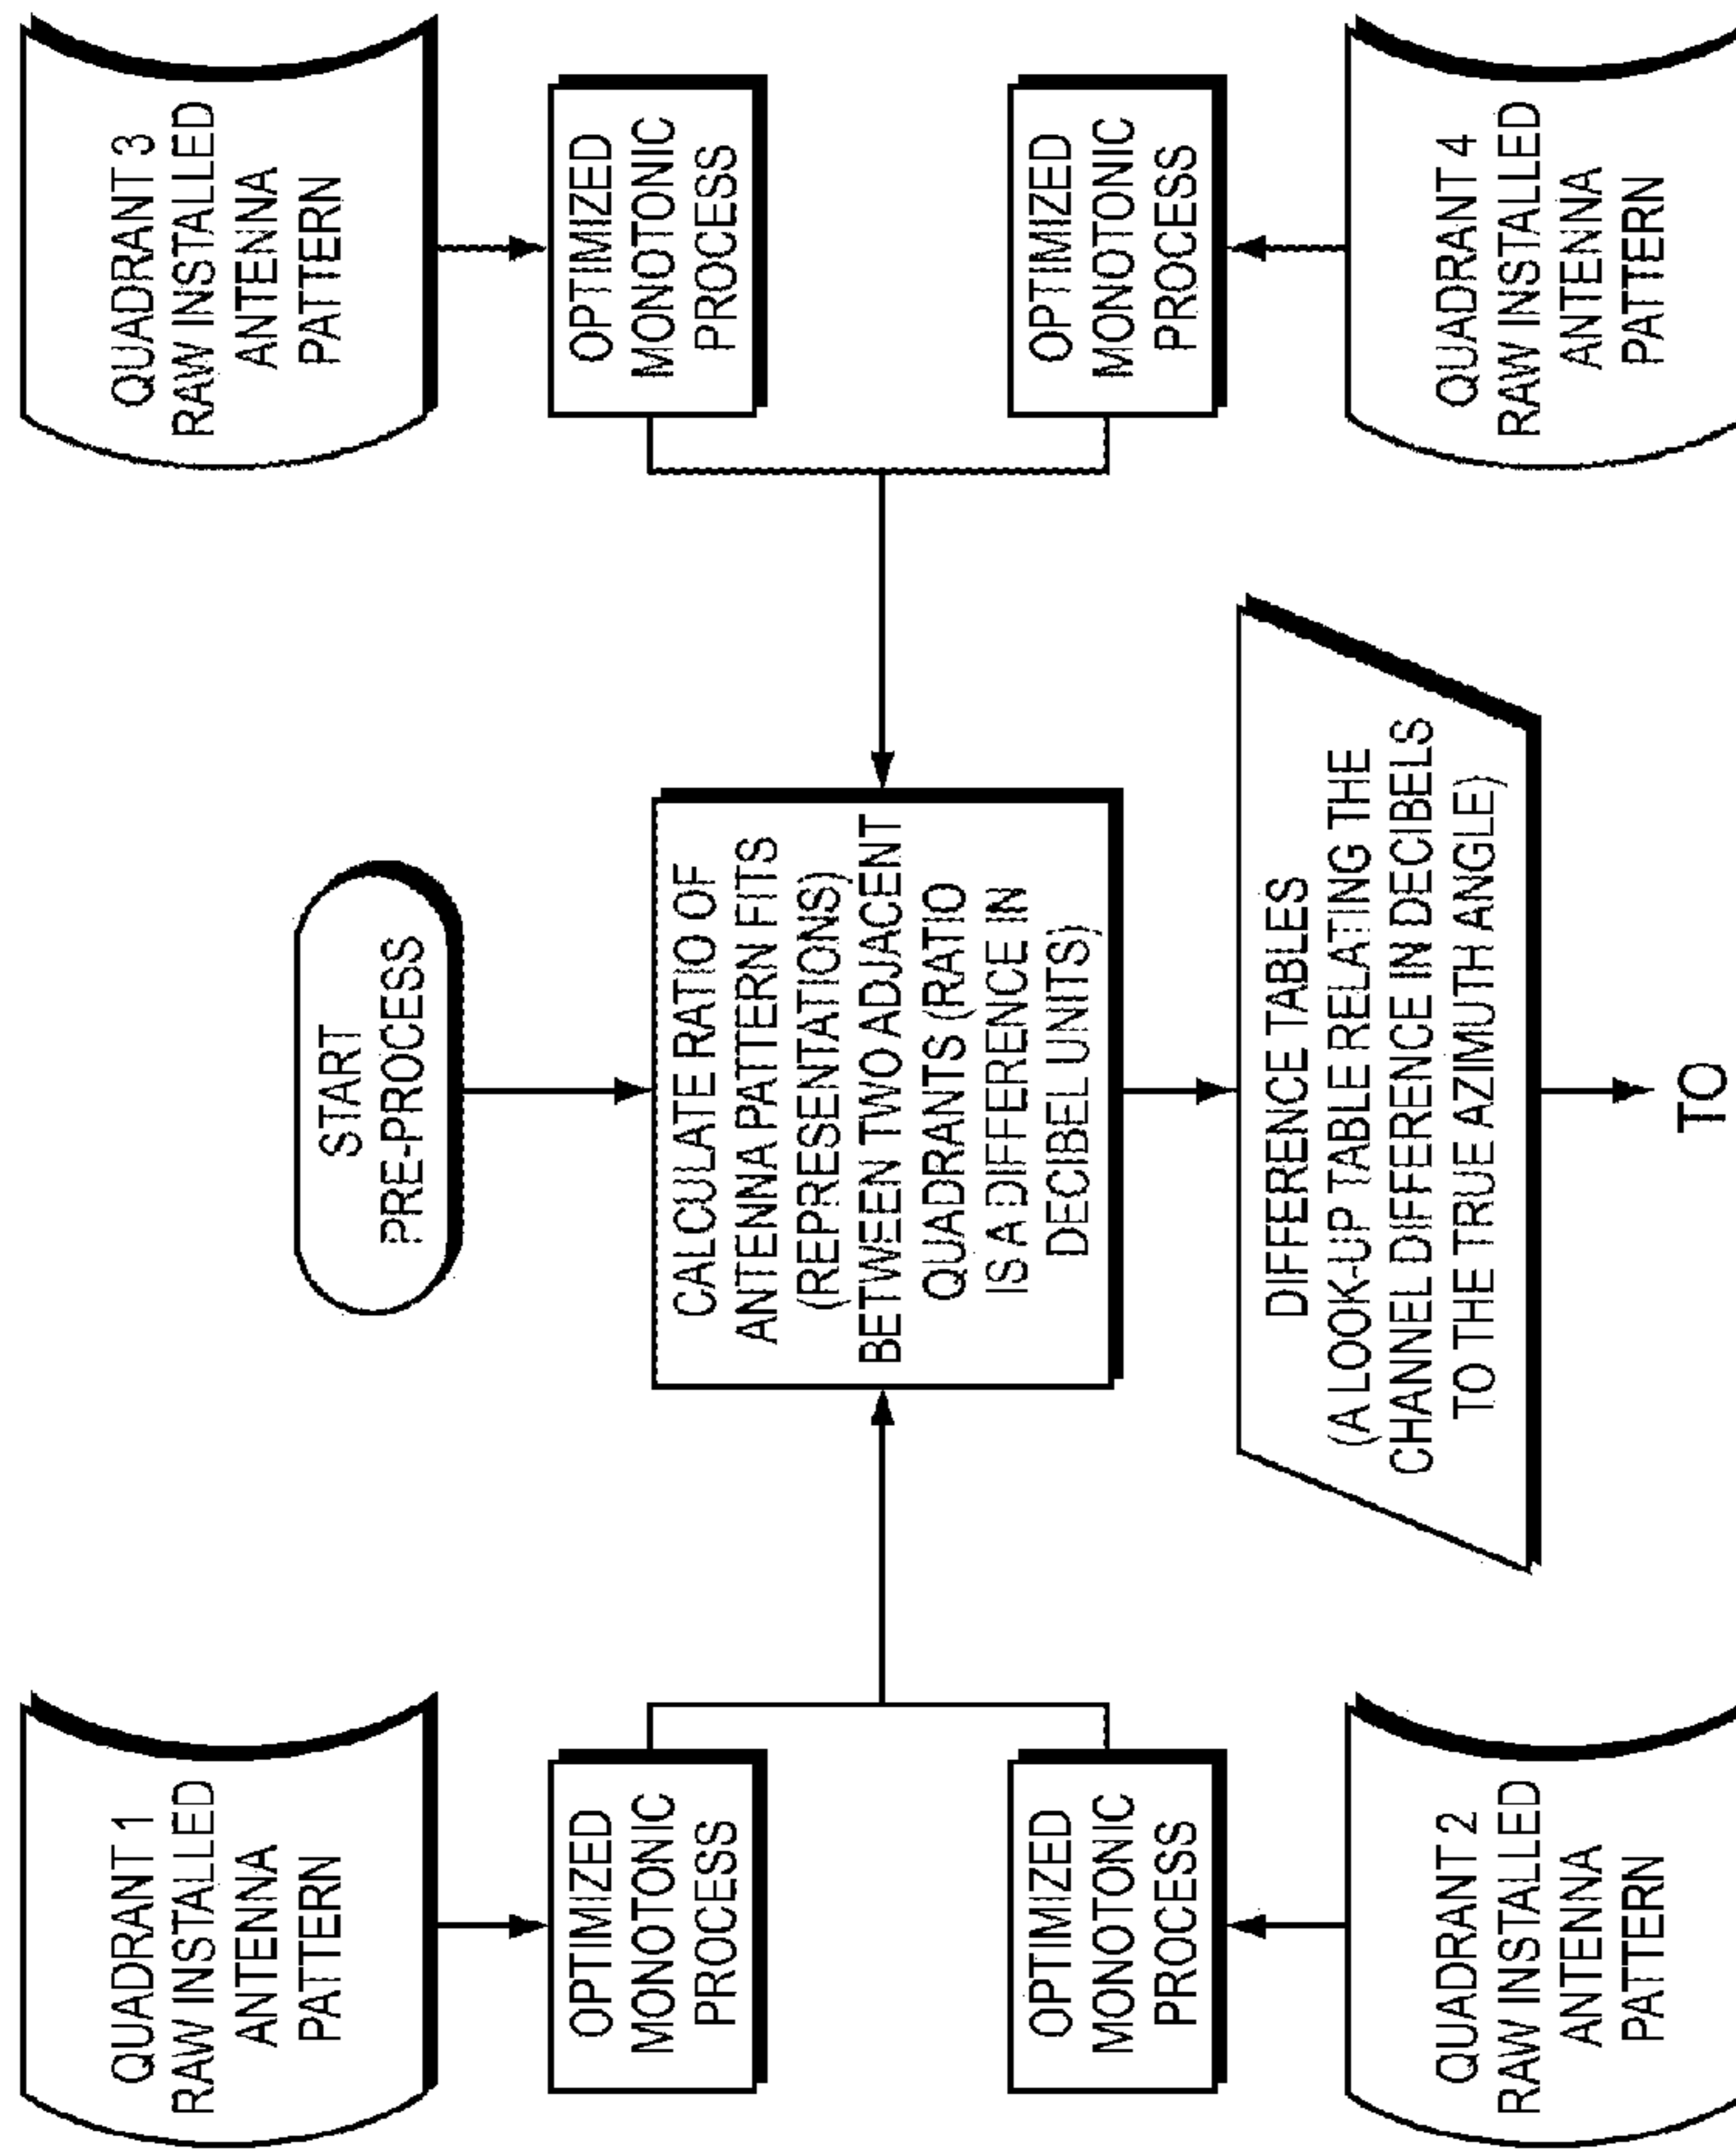 QUADRANT 1
RAW INSTALLED
ANTENNA
PATTERN
OPTIMIZED
MONOTONIC
PROCESS
OPTIMIZED
MONOTONIC
PROCESS
QUADRANT 2
RAW INSTALLED
ANTENNA
PATTERN
START
PRE-PROCESS
CALCULATE RATIO OF
ANTENNA PATTERN FITS
(REPRESENTATIONS)
BETWEEN TWO ADJACENT
QUADRANTS (RATIO
IS A DIFFERENCE IN
DECIBEL UNITS)
DIFFERENCE TABLES
(A LOOK-UP TABLE RELATING THE
CHANNEL DIFFERENCE IN DECIBELS
TO THE TRUE AZIMUTH ANGLE)
TO
QUADRANT 3
RAW INSTALLED
ANTENNA
PATTERN
OPTIMIZED
MONOTONIC
PROCESS
OPTIMIZED
MONOTONIC
PROCESS
QUADRANT 4
RAW INSTALLED
ANTENNA
PATTERN